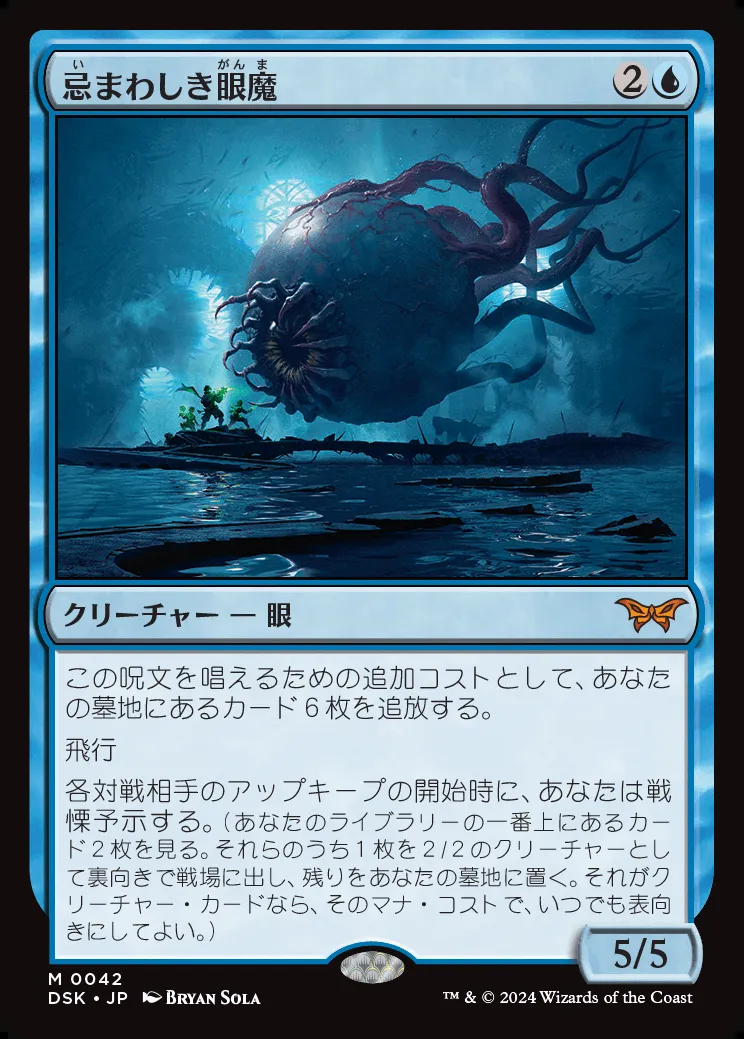 忌まわしき眼魔
い がんま
2
クリーチャー — 眼
この呪文を唱えるための追加コストとして、あなた
の墓地にあるカード6枚を追放する。
飛行
各対戦相手のアップキープの開始時に、あなたは戦
慄予示する。（あなたのライブラリーの一番上にあるカー
ド2枚を見る。それらのうち1枚を2/2のクリーチャーとし
て裏向きで戦場に出し、残りをあなたの墓地に置く。それがク
リーチャー・カードなら、そのマナ・コストで、いつでも表向
きにしてよい。）
5/5
M 0042
DSK • JP Bryan Sola
™ & © 2024 Wizards of the Coast